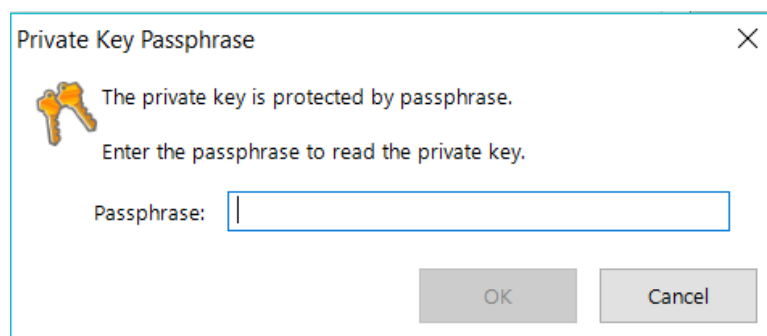 Private Key Passphrase
The private key is protected by passphrase.
Enter the passphrase to read the private key.
Passphrase:
OK
Cancel